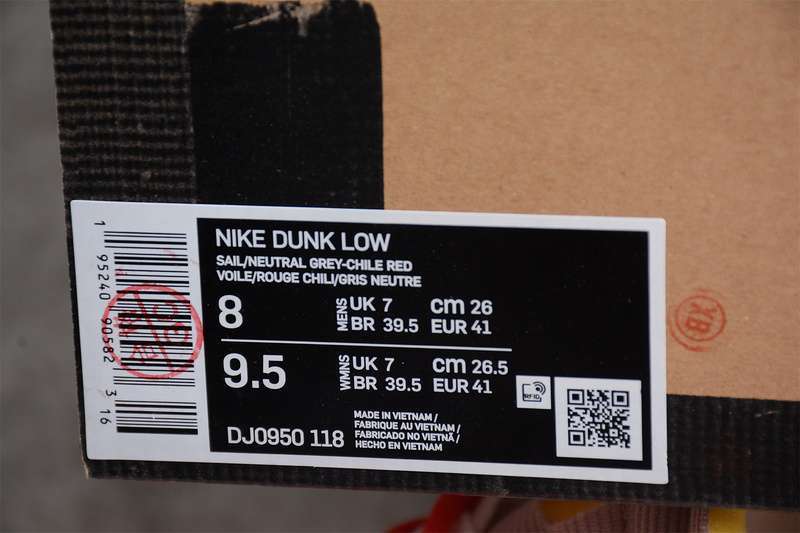 NIKE DUNK LOW
SAIL/NEUTRAL GREY-CHILE RED
VOILE/ROUGE CHILI/GRIS NEUTRE
8
MENS
UK 7 cm 26
BR 39.5 EUR 41
9.5
WMNS
UK 7 cm 26.5
BR 39.5 EUR 41
RFID
DJ0950 118
MADE IN VIETNAM /
FABRIQUE AU VIETNAM /
FABRICADO NO VIETNÃ /
HECHO EN VIETNAM
1 95240 90582 3 16
XB